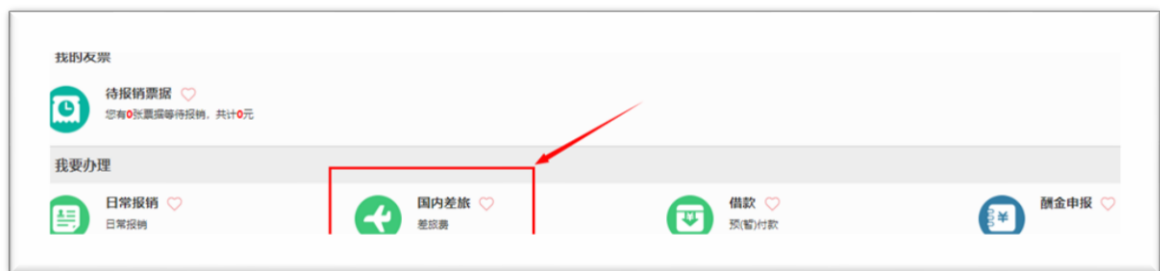 我的发票
待报销票据
您有0张票据等待报销，共计0元
我要办理
日常报销
日常报销
国内差旅
差旅费
借款
预(暂)付款
酬金申报